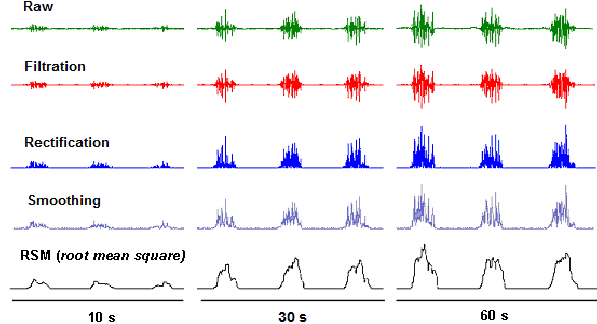 Raw
Filtration
Rectification
Smoothing
RSM (root mean square)
10 s 30 s 60 s